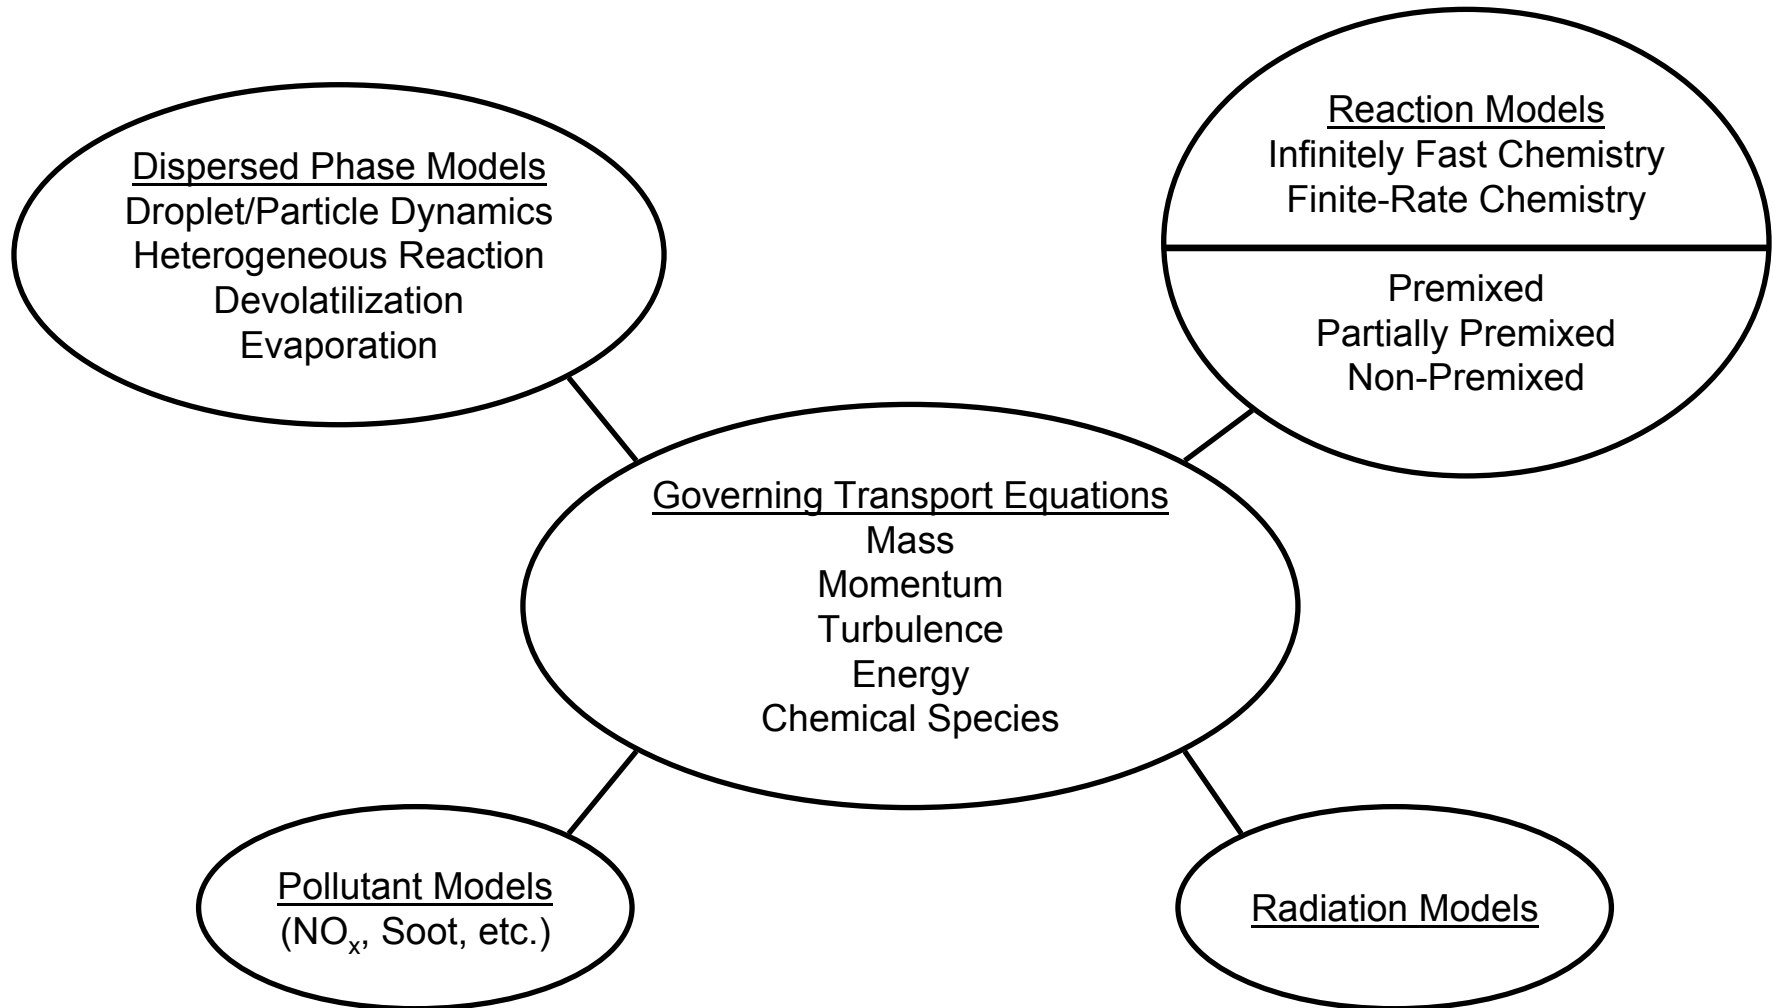 Dispersed Phase Models
Droplet/Particle Dynamics
Heterogeneous Reaction
Devolatilization
Evaporation
Reaction Models
Infinitely Fast Chemistry
Finite-Rate Chemistry
Premixed
Partially Premixed
Non-Premixed
Governing Transport Equations
Mass
Momentum
Turbulence
Energy
Chemical Species
Pollutant Models
(NOₓ, Soot, etc.)
Radiation Models